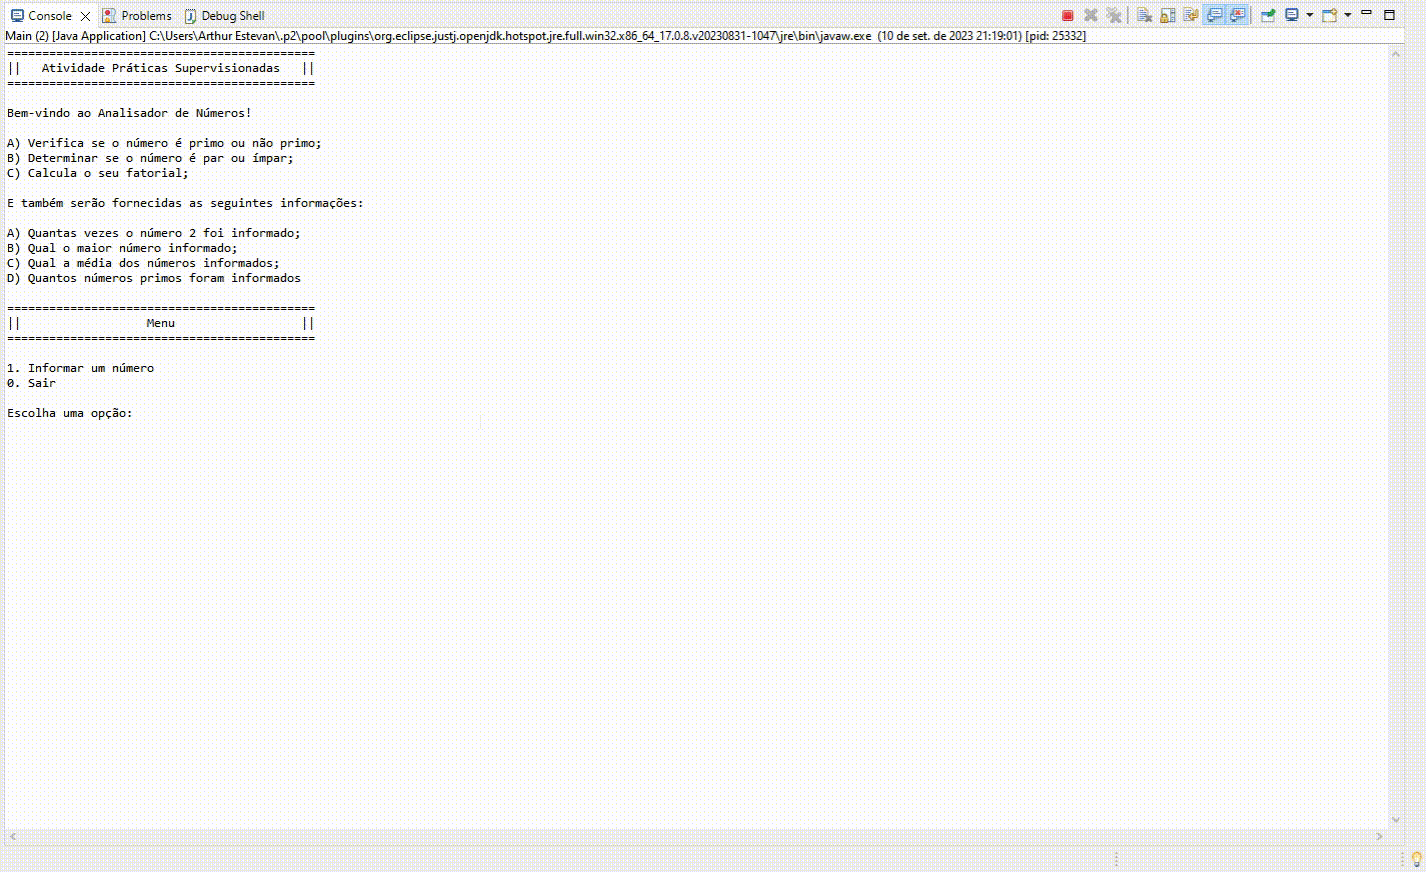 Console Problems Debug Shell
Main (2) [Java Application] C:\Users\Arthur Estevan\.p2\pool\plugins\org.eclipse.justj.openjdk.hotspot.jre.full.win32.x86_64_17.0.8.v20230831-1047\jre\bin\javaw.exe (10 de set. de 2023 21:19:01) [pid: 25332]
============================================
|| Atividade Práticas Supervisionadas ||
============================================
Bem-vindo ao Analisador de Números!
A) Verifica se o número é primo ou não primo;
B) Determinar se o número é par ou ímpar;
C) Calcula o seu fatorial;
E também serão fornecidas as seguintes informações:
A) Quantas vezes o número 2 foi informado;
B) Qual o maior número informado;
C) Qual a média dos números informados;
D) Quantos números primos foram informados
============================================
|| Menu ||
============================================
1. Informar um número
0. Sair
Escolha uma opção: